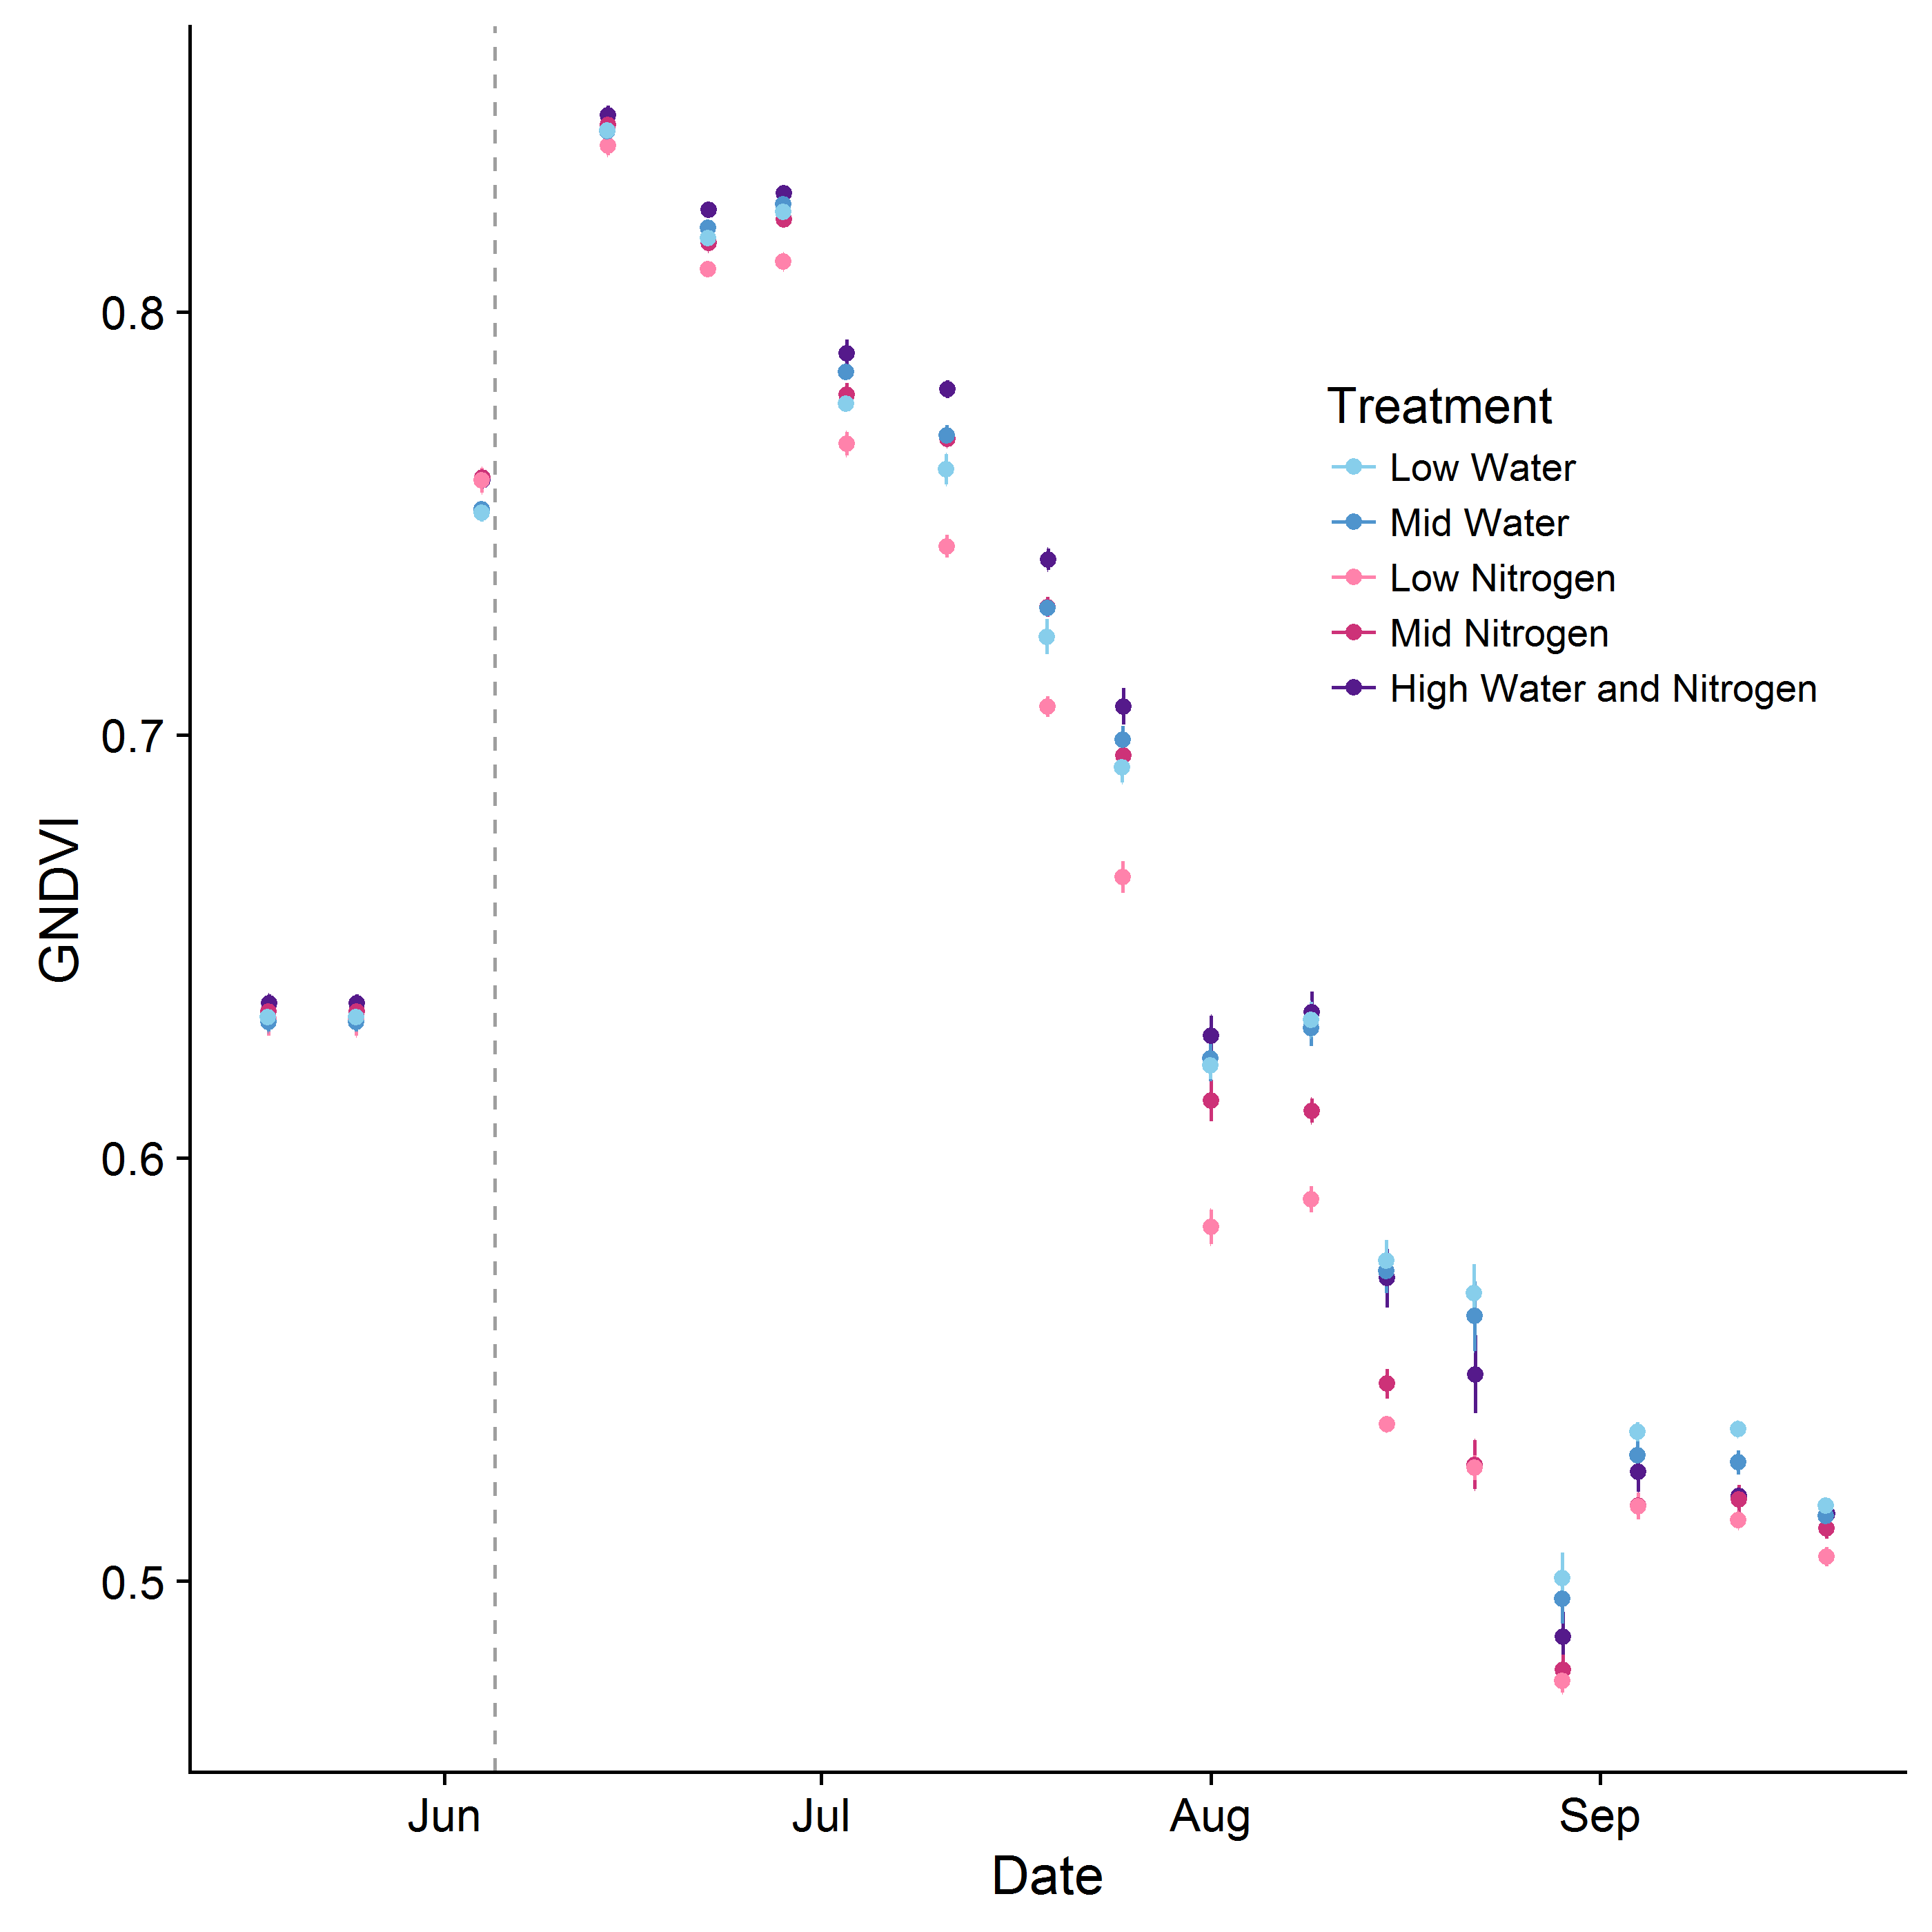 0.8
0.7
0.6
0.5
GNDVI
Treatment
Low Water
Mid Water
Low Nitrogen
Mid Nitrogen
High Water and Nitrogen
Jun Jul Aug Sep
Date